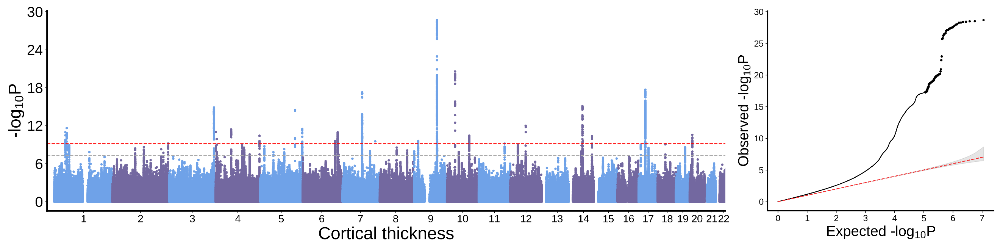 30
24
18
12
6
0
-log10P
1 2 3 4 5 6 7 8 9 10 11 12 13 14 15 16 17 18 19 20 21 22
Cortical thickness
30
25
20
15
10
5
0
Observed -log10P
0 1 2 3 4 5 6 7
Expected -log10P